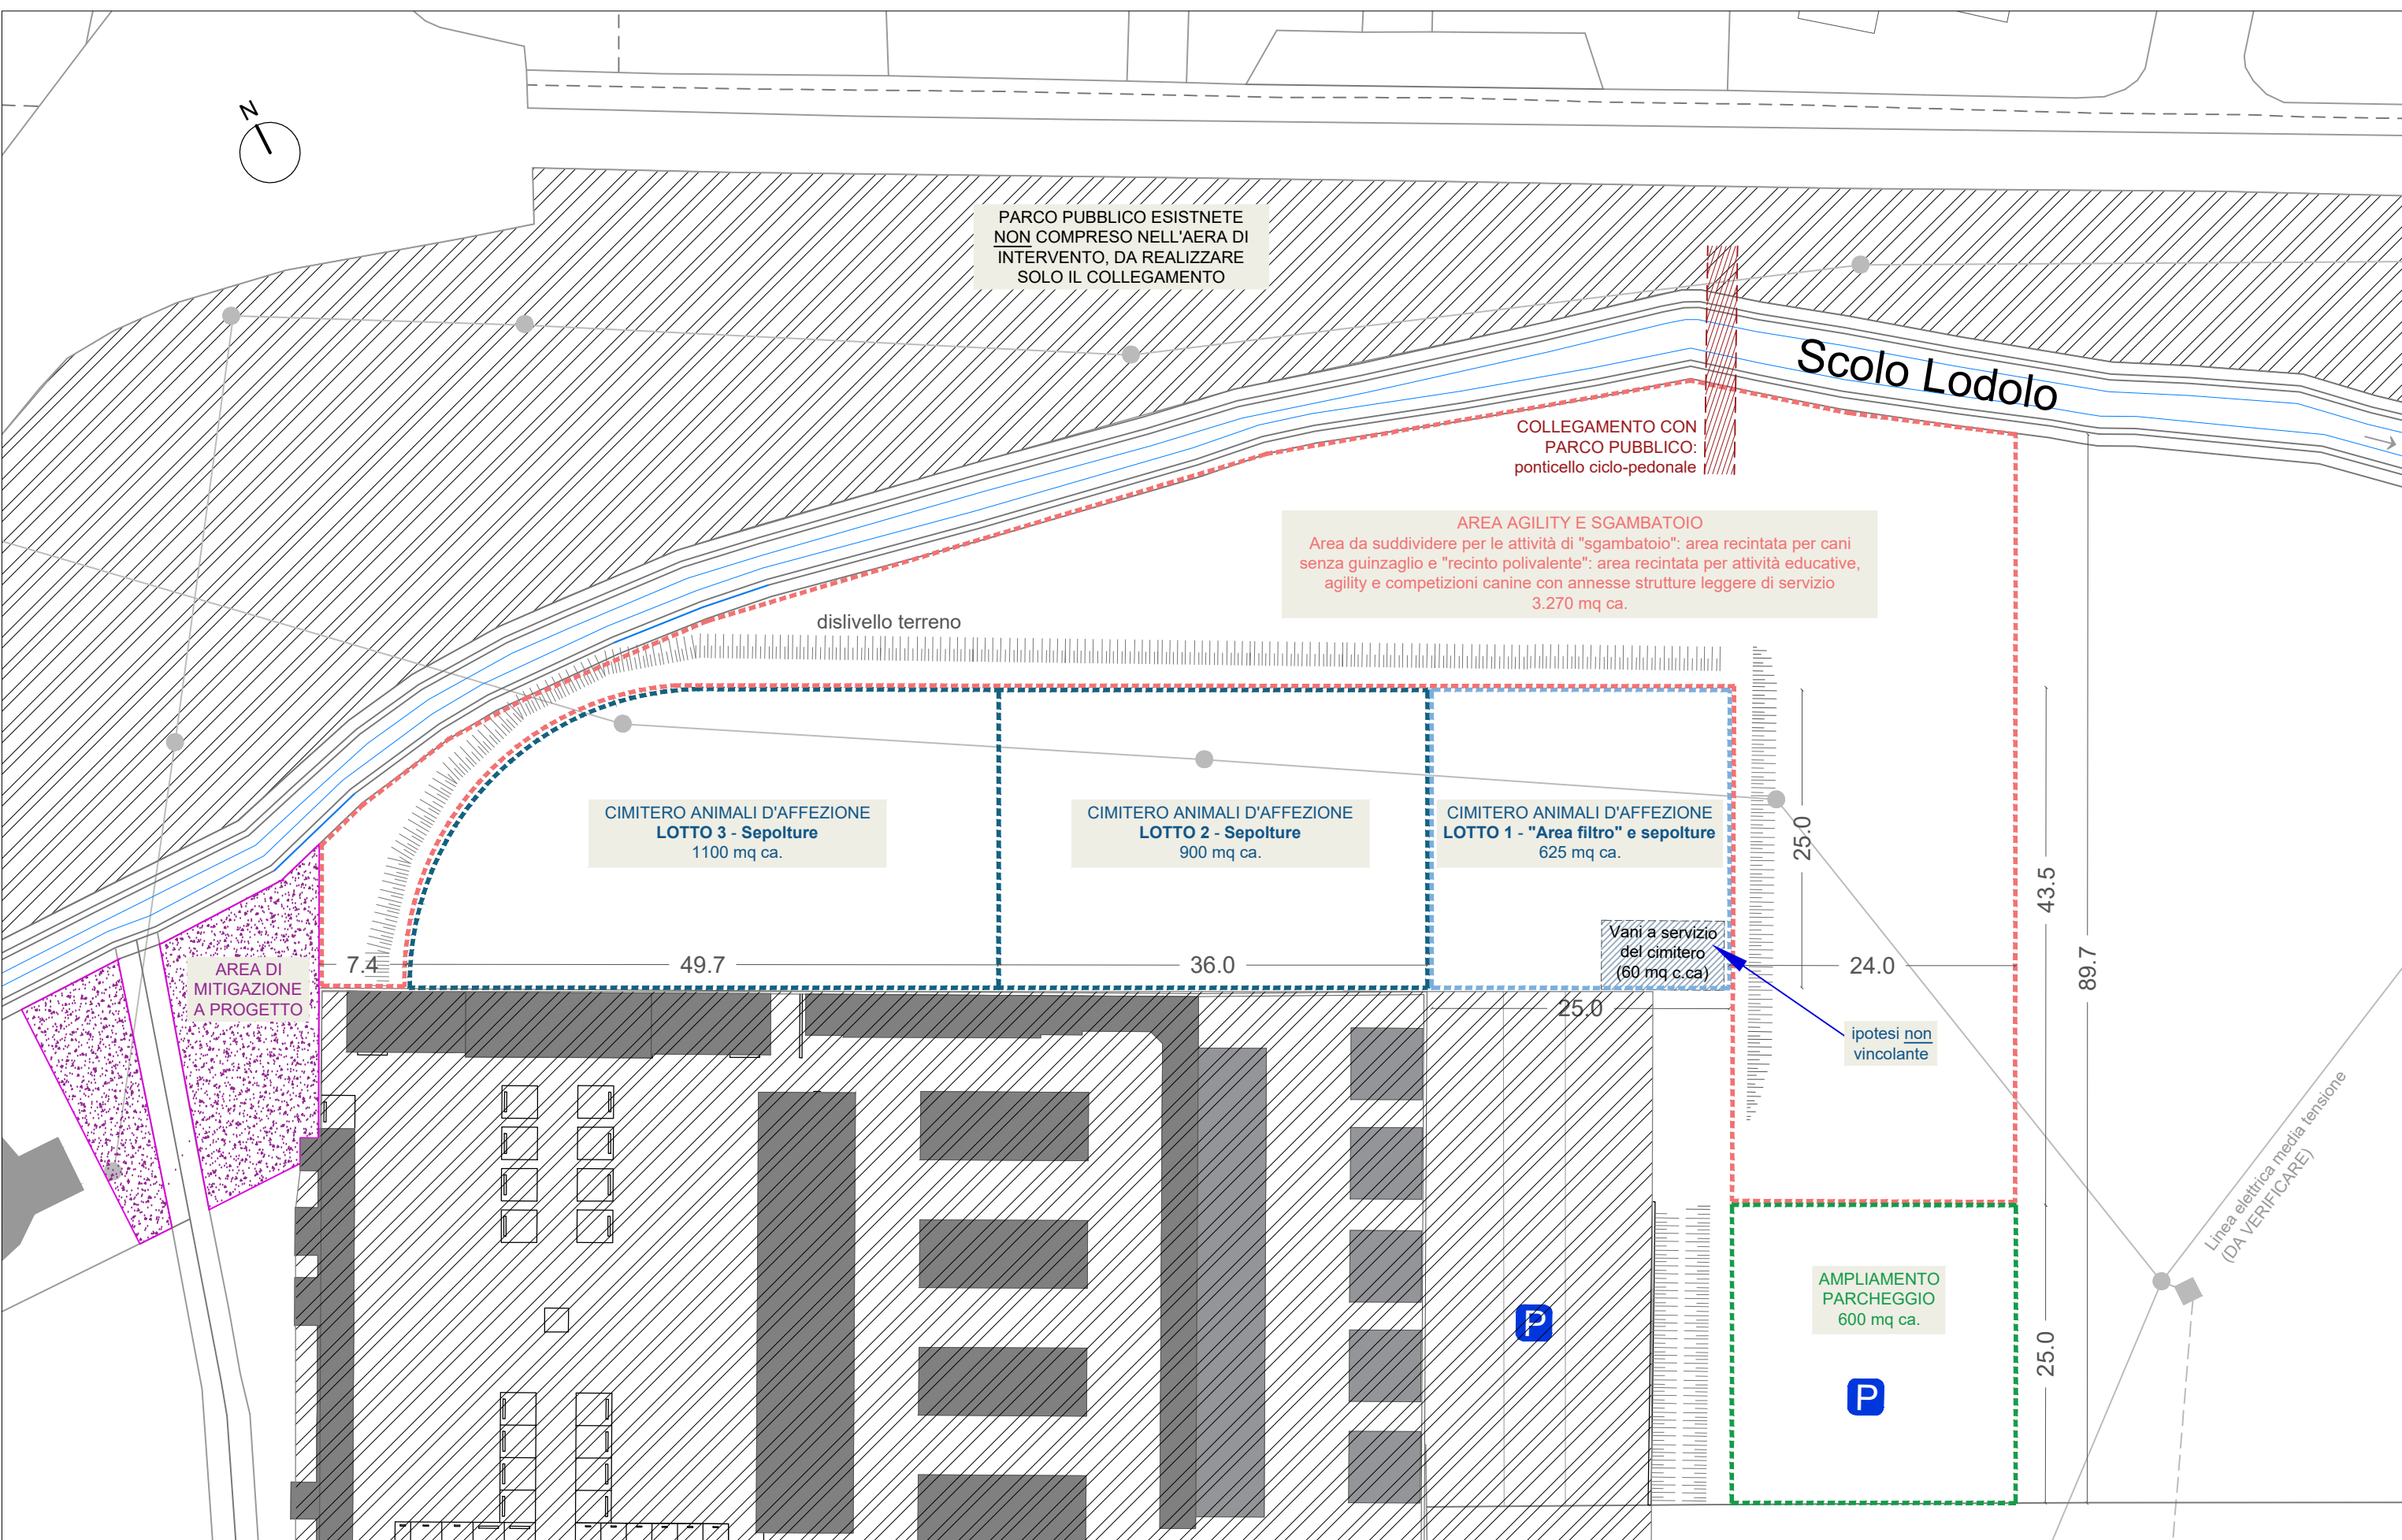 N
PARCO PUBBLICO ESISTNETE
NON COMPRESO NELL'AERA DI
INTERVENTO, DA REALIZZARE
SOLO IL COLLEGAMENTO
Scolo Lodolo
COLLEGAMENTO CON
PARCO PUBBLICO:
ponticello ciclo-pedonale
AREA AGILITY E SGAMBATOIO
Area da suddividere per le attività di "sgambatoio": area recintata per cani
senza guinzaglio e "recinto polivalente": area recintata per attività educative,
agility e competizioni canine con annesse strutture leggere di servizio
3.270 mq ca.
dislivello terreno
CIMITERO ANIMALI D'AFFEZIONE
LOTTO 3 - Sepolture
1100 mq ca.
CIMITERO ANIMALI D'AFFEZIONE
LOTTO 2 - Sepolture
900 mq ca.
CIMITERO ANIMALI D'AFFEZIONE
LOTTO 1 - "Area filtro" e sepolture
625 mq ca.
25.0
43.5
89.7
Vani a servizio
del cimitero
(60 mq c.ca)
7.4
49.7
36.0
24.0
25.0
AREA DI
MITIGAZIONE
A PROGETTO
ipotesi non
vincolante
Linea elettrica media tensione
(DA VERIFICARE)
AMPLIAMENTO
PARCHEGGIO
600 mq ca.
P
P
25.0